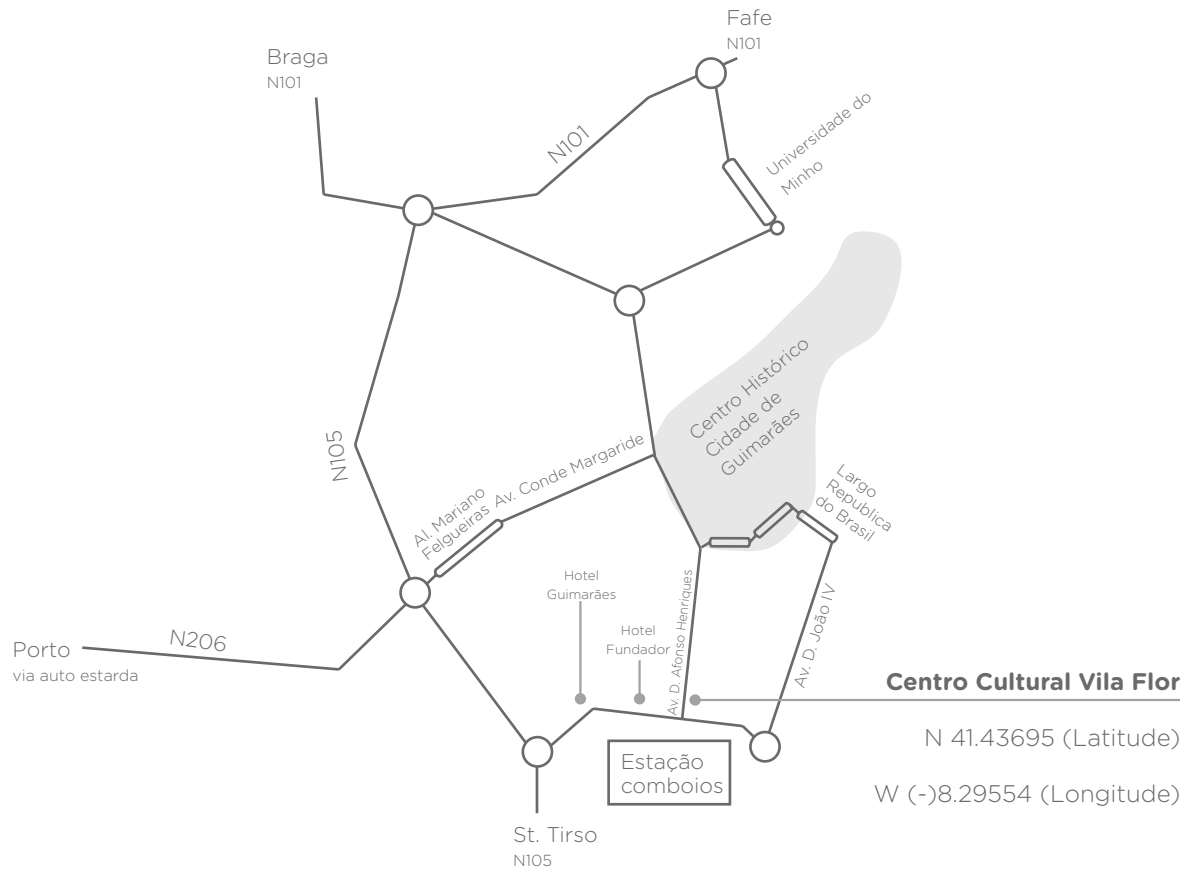 Fafe
N101
Braga
N101
N101
Universidade do
Minho
Centro Histórico
Cidade de
Guimarães
N105
Al. Mariano
Felgueiras
Av. Conde Margaride
Largo
Republica
do Brasil
Hotel
Guimarães
Hotel
Fundador
Av. D. Afonso Henriques
Av. D. João IV
Porto
via auto estarda
N206
Centro Cultural Vila Flor
N 41.43695 (Latitude)
W (-)8.29554 (Longitude)
Estação
comboios
St. Tirso
N105